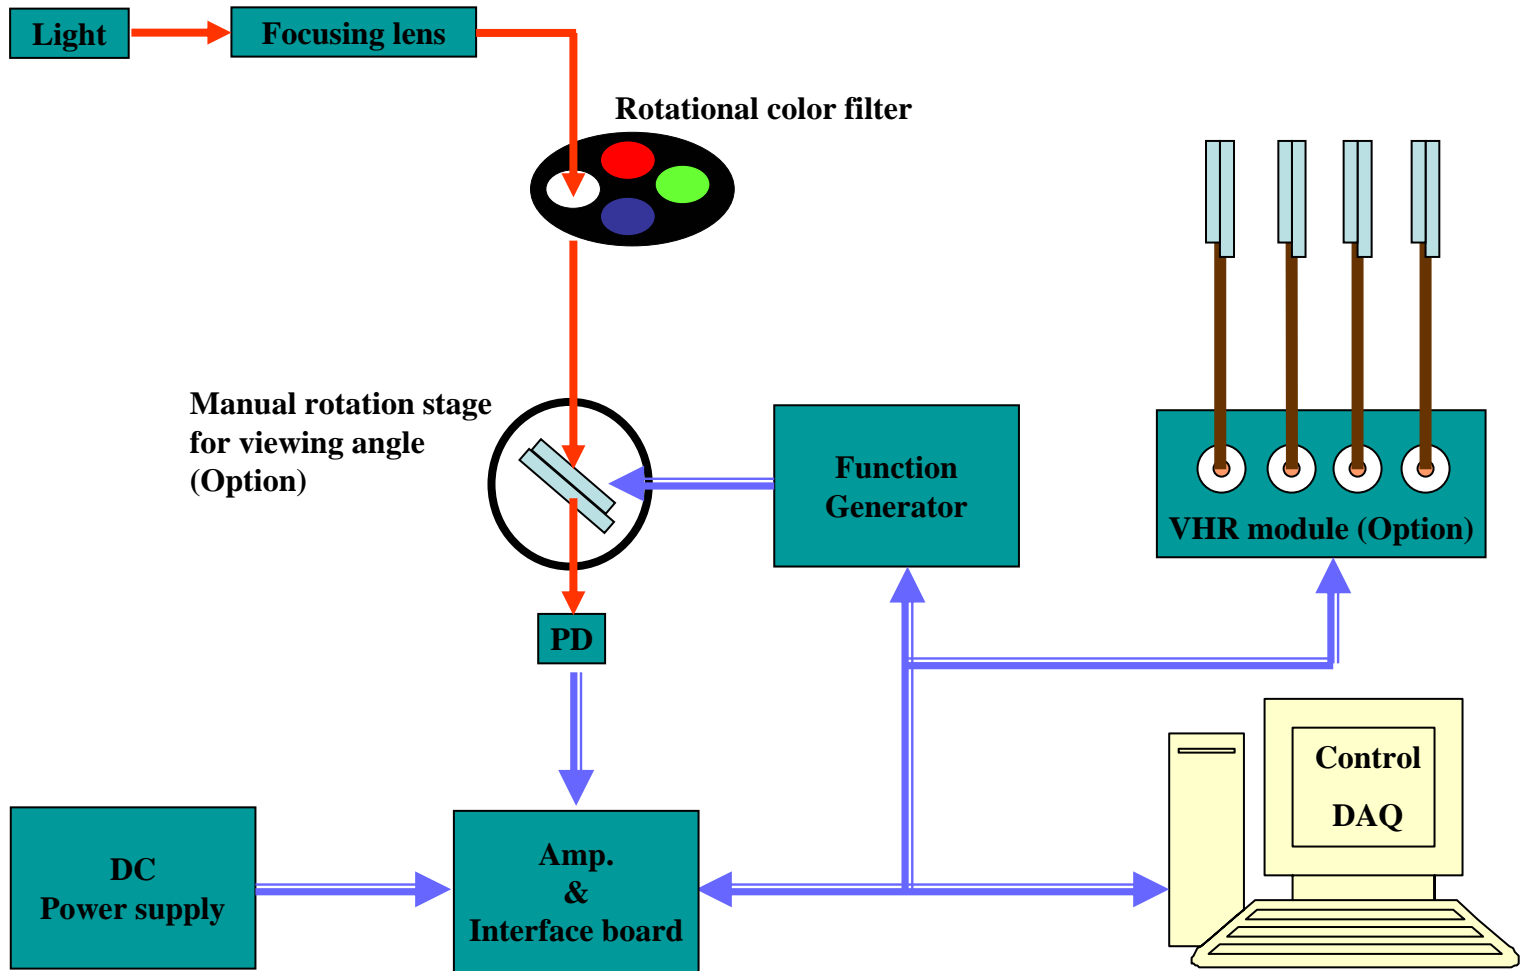 Light
Focusing lens
Rotational color filter
Manual rotation stage
for viewing angle
(Option)
Function
Generator
VHR module (Option)
PD
Control
DAQ
DC
Power supply
Amp.
&
Interface board